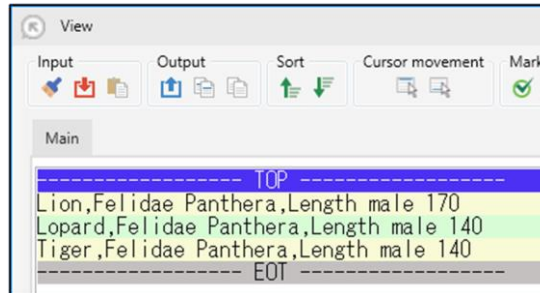 View
Input Output Sort Cursor movement Mark
Main
------------------ TOP ------------------
Lion,Felidae Panthera,Length male 170
Lopard,Felidae Panthera,Length male 140
Tiger,Felidae Panthera,Length male 140
------------------ EOT ------------------